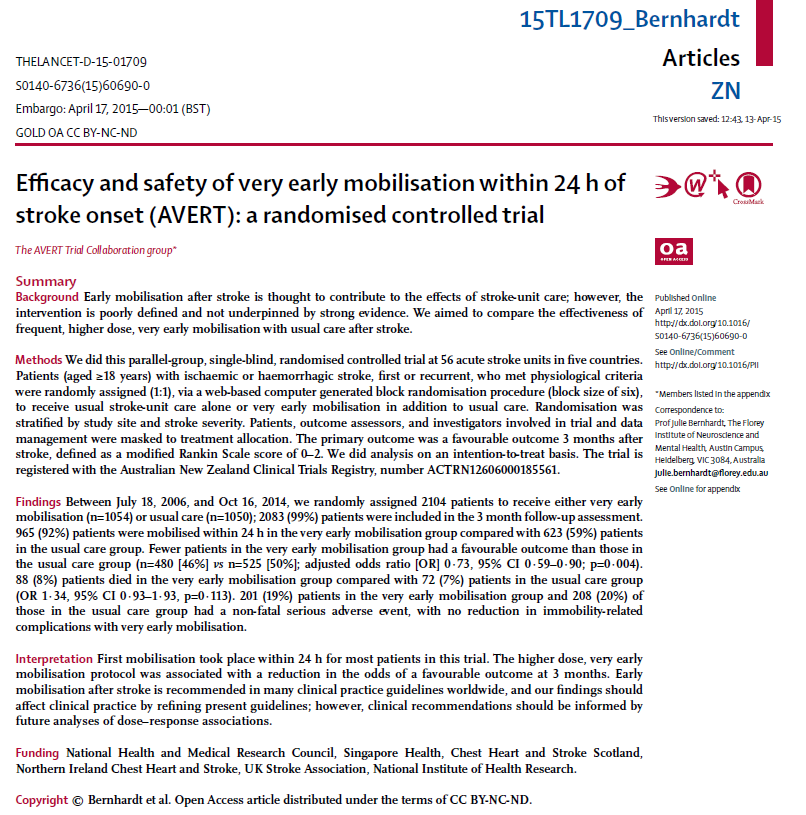 15TL1709_Bernhardt
Articles
ZN
This version saved: 12:43, 13-Apr-15
THELANCET-D-15-01709
S0140-6736(15)60690-0
Embargo: April 17, 2015—00:01 (BST)
GOLD OA CC BY-NC-ND
Efficacy and safety of very early mobilisation within 24 h of
stroke onset (AVERT): a randomised controlled trial
The AVERT Trial Collaboration group*
Summary
Background Early mobilisation after stroke is thought to contribute to the effects of stroke-unit care; however, the
intervention is poorly defined and not underpinned by strong evidence. We aimed to compare the effectiveness of
frequent, higher dose, very early mobilisation with usual care after stroke.
Methods We did this parallel-group, single-blind, randomised controlled trial at 56 acute stroke units in five countries.
Patients (aged ≥18 years) with ischaemic or haemorrhagic stroke, first or recurrent, who met physiological criteria
were randomly assigned (1:1), via a web-based computer generated block randomisation procedure (block size of six),
to receive usual stroke-unit care alone or very early mobilisation in addition to usual care. Randomisation was
stratified by study site and stroke severity. Patients, outcome assessors, and investigators involved in trial and data
management were masked to treatment allocation. The primary outcome was a favourable outcome 3 months after
stroke, defined as a modified Rankin Scale score of 0–2. We did analysis on an intention-to-treat basis. The trial is
registered with the Australian New Zealand Clinical Trials Registry, number ACTRN12606000185561.
Findings Between July 18, 2006, and Oct 16, 2014, we randomly assigned 2104 patients to receive either very early
mobilisation (n=1054) or usual care (n=1050); 2083 (99%) patients were included in the 3 month follow-up assessment.
965 (92%) patients were mobilised within 24 h in the very early mobilisation group compared with 623 (59%) patients
in the usual care group. Fewer patients in the very early mobilisation group had a favourable outcome than those in
the usual care group (n=480 [46%] vs n=525 [50%]; adjusted odds ratio [OR] 0·73, 95% CI 0·59–0·90; p=0·004).
88 (8%) patients died in the very early mobilisation group compared with 72 (7%) patients in the usual care group
(OR 1·34, 95% CI 0·93–1·93, p=0·113). 201 (19%) patients in the very early mobilisation group and 208 (20%) of
those in the usual care group had a non-fatal serious adverse event, with no reduction in immobility-related
complications with very early mobilisation.
Interpretation First mobilisation took place within 24 h for most patients in this trial. The higher dose, very early
mobilisation protocol was associated with a reduction in the odds of a favourable outcome at 3 months. Early
mobilisation after stroke is recommended in many clinical practice guidelines worldwide, and our findings should
affect clinical practice by refining present guidelines; however, clinical recommendations should be informed by
future analyses of dose–response associations.
Funding National Health and Medical Research Council, Singapore Health, Chest Heart and Stroke Scotland,
Northern Ireland Chest Heart and Stroke, UK Stroke Association, National Institute of Health Research.
Copyright © Bernhardt et al. Open Access article distributed under the terms of CC BY-NC-ND.
W
CrossMark
oa
OPEN ACCESS
Published Online
April 17, 2015
http://dx.doi.org/10.1016/
S0140-6736(15)60690-0
See Online/Comment
http://dx.doi.org/10.1016/PII
*Members listed in the appendix
Correspondence to:
Prof Julie Bernhardt, The Florey
Institute of Neuroscience and
Mental Health, Austin Campus,
Heidelberg, VIC 3084, Australia
julie.bernhardt@florey.edu.au
See Online for appendix